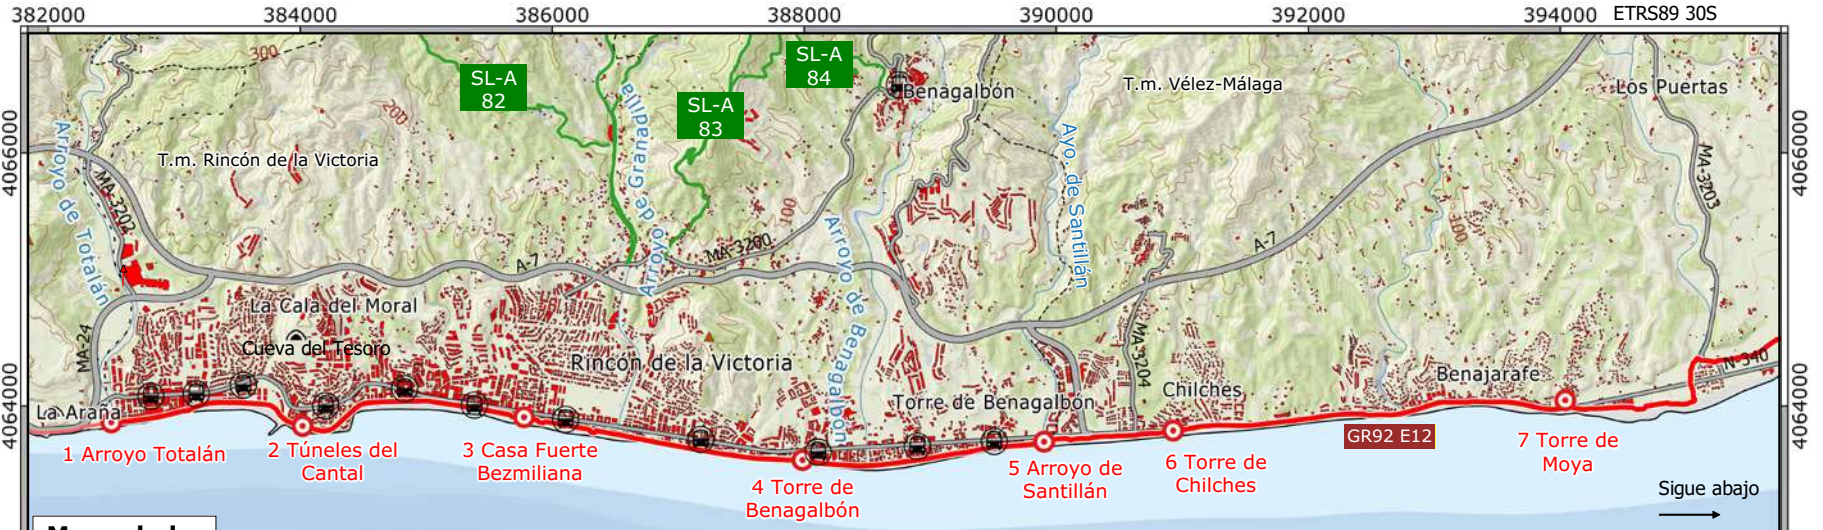 382000
384000
386000
388000
390000
392000
394000
ETRS89 30S
300
SL-A
82
SL-A
84
SL-A
83
Benagalbón
T.m. Vélez-Málaga
Los Puertas
4066000
4066000
200
Arroyo de Totalán
T.m. Rincón de la Victoria
MA-3202
Arroyo de Granadilla
100
MA-3200
A-7
Arroyo de Benagalbón
Ayo. de Santillán
A-7
100
MA-3203
La Cala del Moral
Cueva del Tesoro
MA-24
Rincón de la Victoria
MA-3204
Torre de Benagalbón
Chilches
Benajarafe
N-340
4064000
4064000
La Araña
1 Arroyo Totalán
2 Túneles del
Cantal
3 Casa Fuerte
Bezmiliana
4 Torre de
Benagalbón
5 Arroyo de
Santillán
6 Torre de
Chilches
GR92 E12
7 Torre de
Moya
Sigue abajo